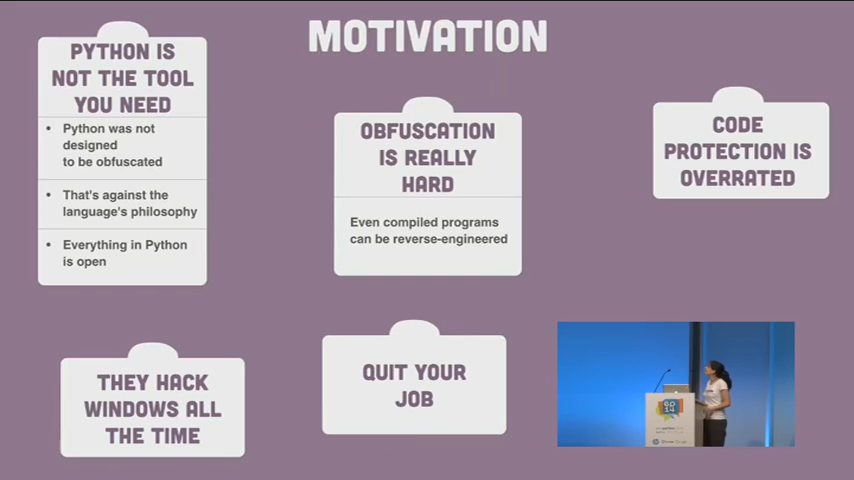 MOTIVATION
PYTHON IS
NOT THE TOOL
YOU NEED
• Python was not
designed
to be obfuscated
• That's against the
language's philosophy
• Everything in Python
is open
OBFUSCATION
IS REALLY
HARD
Even compiled programs
can be reverse-engineered
CODE
PROTECTION IS
OVERRATED
THEY HACK
WINDOWS ALL
THE TIME
QUIT YOUR
JOB